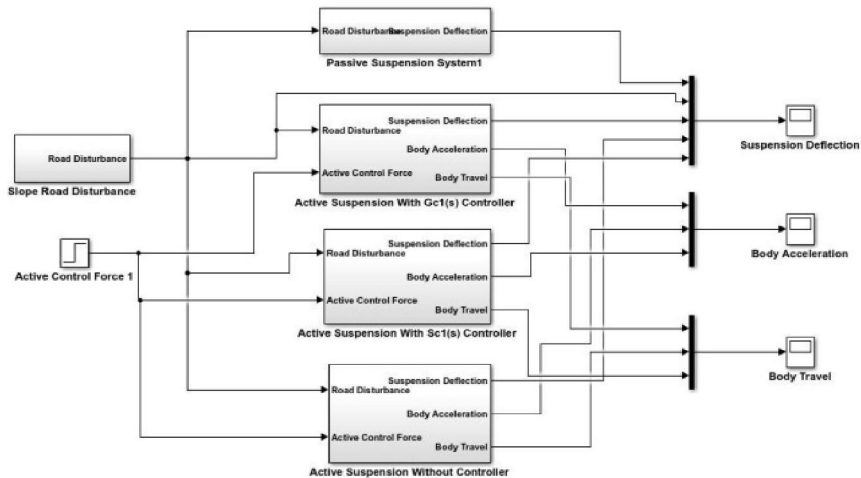 Road Disturbance Suspension Deflection
Passive Suspension System1
Suspension Deflection
Road Disturbance
Body Acceleration
Active Control Force
Body Travel
Active Suspension With Gc1(s) Controller
Road Disturbance
Slope Road Disturbance
Active Control Force 1
Suspension Deflection
Road Disturbance
Body Acceleration
Active Control Force
Body Travel
Active Suspension With Sc1(s) Controller
Suspension Deflection
Road Disturbance
Body Acceleration
Active Control Force
Body Travel
Active Suspension Without Controller
Suspension Deflection
Body Acceleration
Body Travel